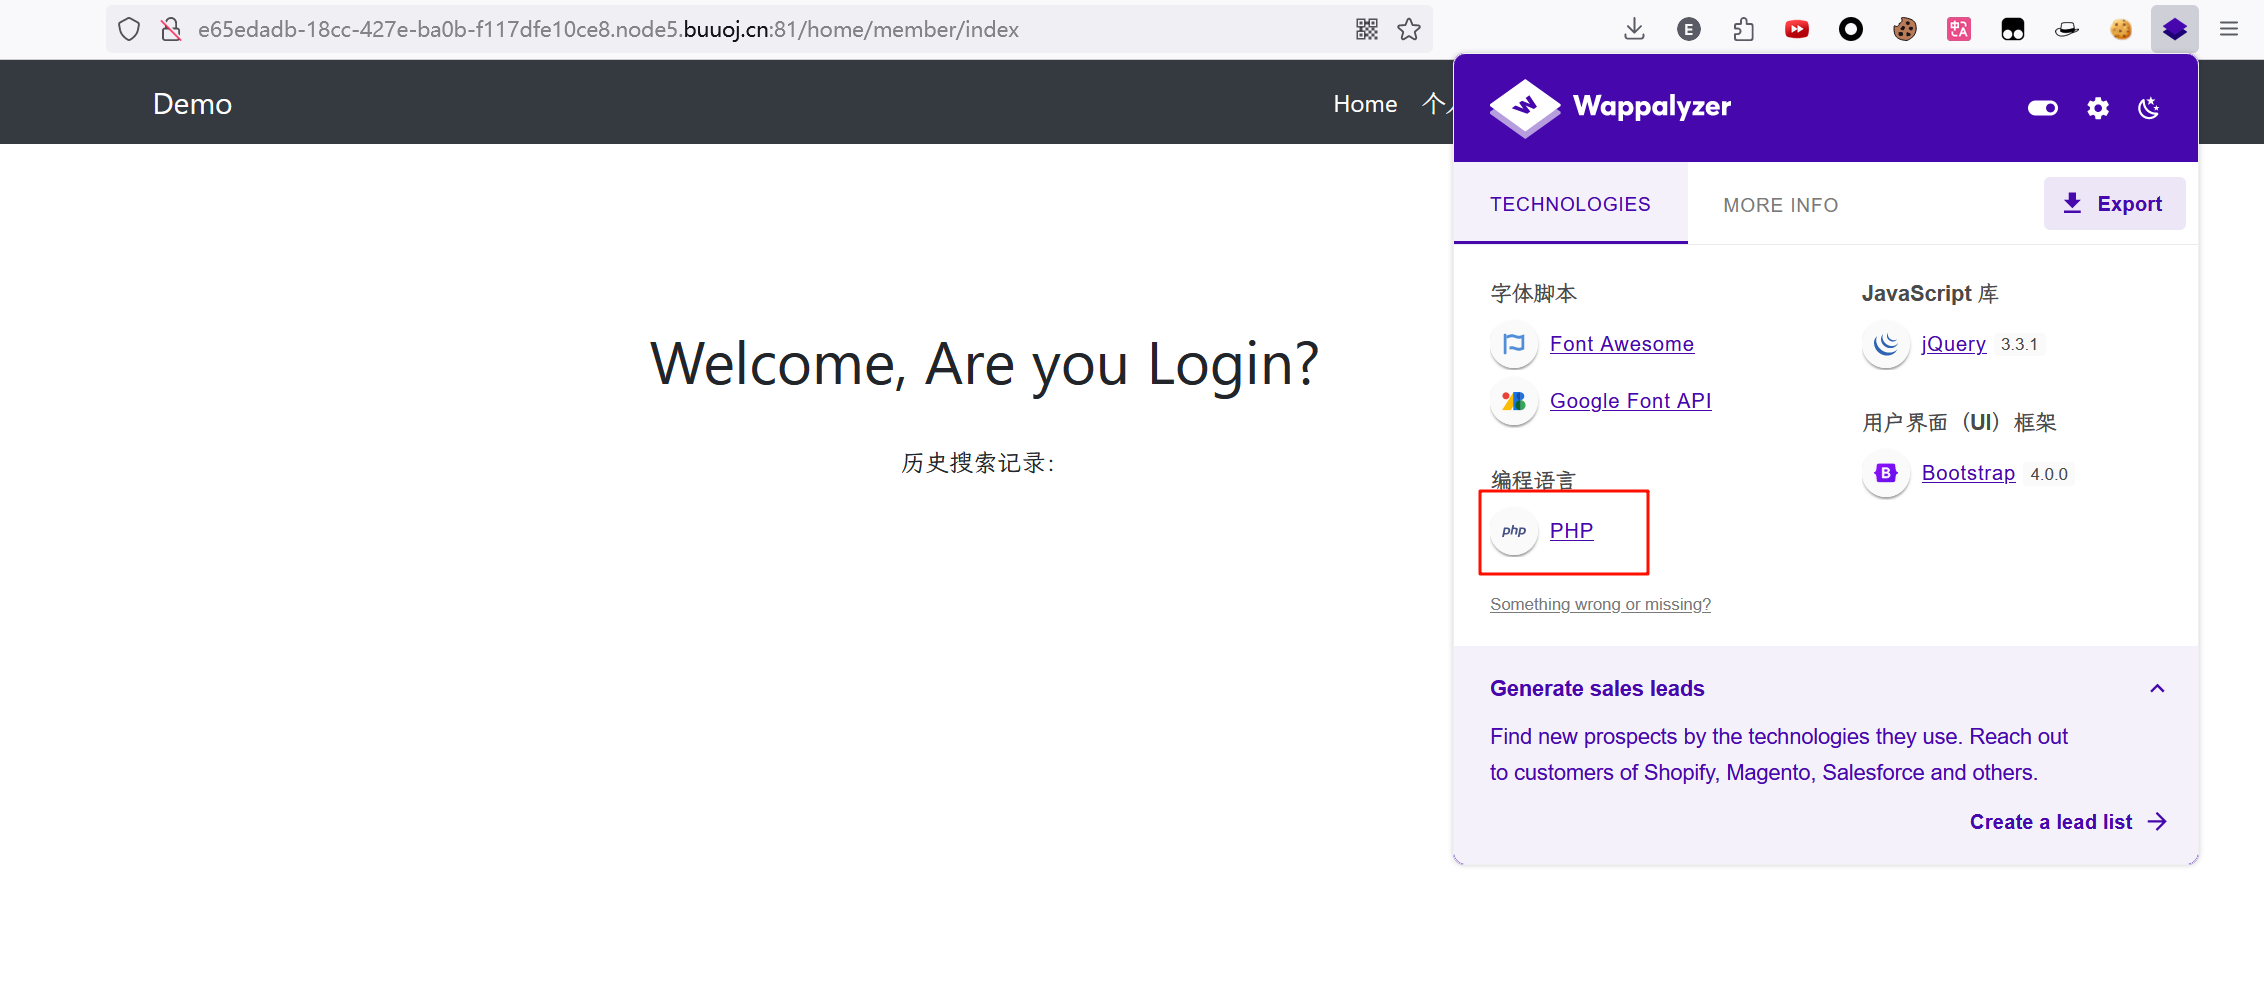 e65edadb-18cc-427e-ba0b-f117dfe10ce8.node5.buuoj.cn:81/home/member/index
Demo
Home 个
Wappalyzer
TECHNOLOGIES
MORE INFO
Export
字体脚本
Font Awesome
Google Font API
编程语言
php PHP
Something wrong or missing?
JavaScript 库
jQuery 3.3.1
用户界面（UI）框架
B Bootstrap 4.0.0
Welcome, Are you Login?
历史搜索记录：
Generate sales leads
Find new prospects by the technologies they use. Reach out
to customers of Shopify, Magento, Salesforce and others.
Create a lead list